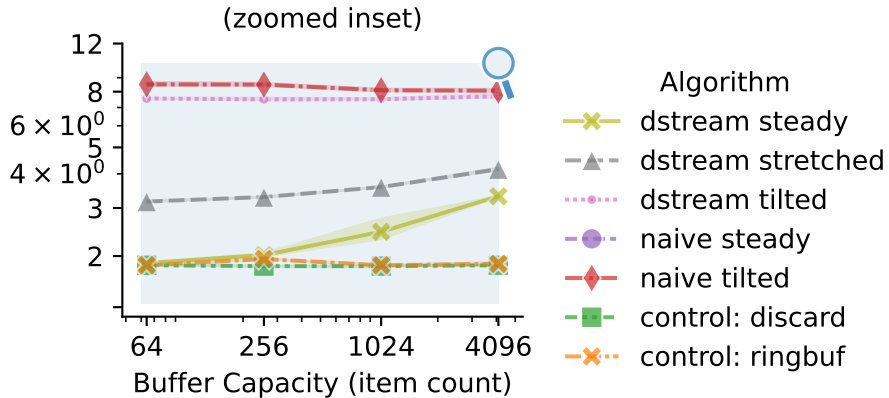 (zoomed inset)
12
8
6 × 10⁰
5
4 × 10⁰
3
2
64 256 1024 4096
Buffer Capacity (item count)
Algorithm
dstream steady
dstream stretched
dstream tilted
naive steady
naive tilted
control: discard
control: ringbuf